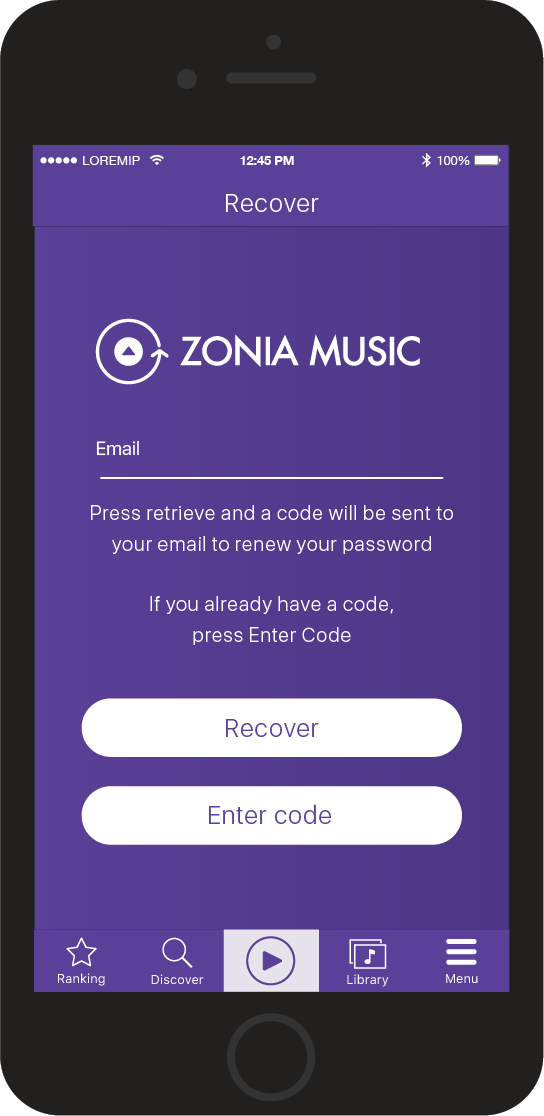 LOREMIP 12:45 PM 100%
Recover
ZONIA MUSIC
Email
Press retrieve and a code will be sent to
your email to renew your password
If you already have a code,
press Enter Code
Recover
Enter code
Ranking Discover Library Menu